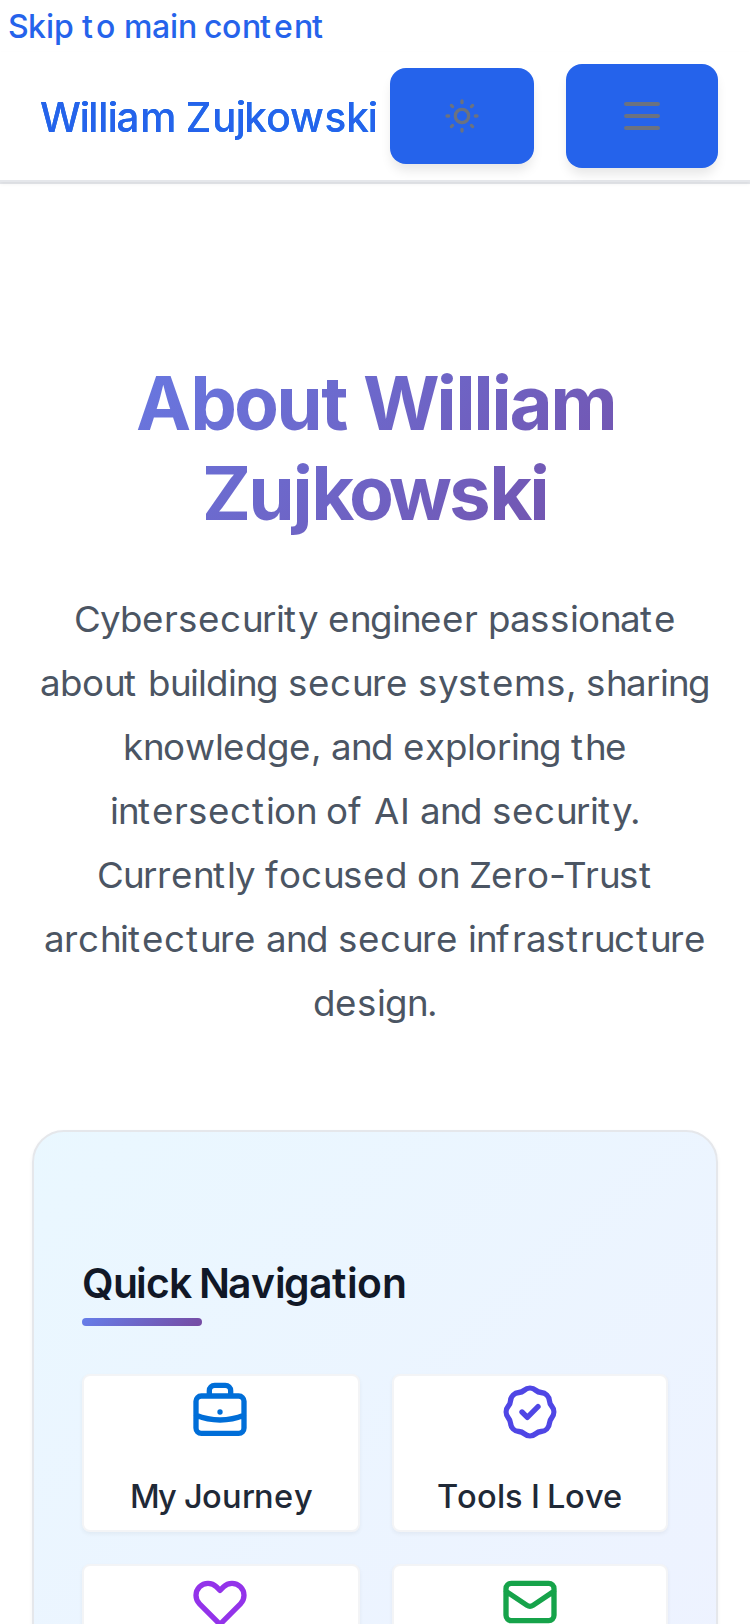 Skip to main content
William Zujkowski
About William
Zujkowski
Cybersecurity engineer passionate
about building secure systems, sharing
knowledge, and exploring the
intersection of AI and security.
Currently focused on Zero-Trust
architecture and secure infrastructure
design.
Quick Navigation
My Journey
Tools I Love